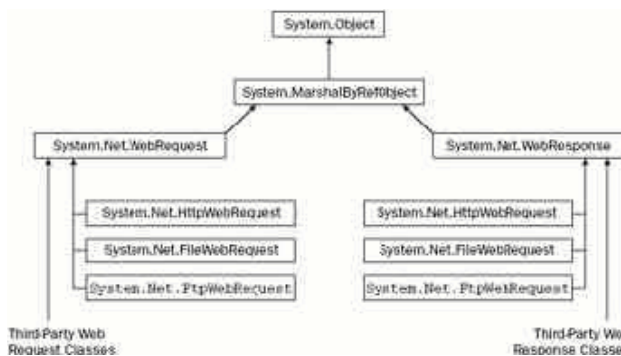 System.Object
System.MarshalByRefObject
System.Net.WebRequest
System.Net.WebResponse
System.Net.HttpWebRequest
System.Net.HttpWebRequest
System.Net.FileWebRequest
System.Net.FileWebRequest
System.Net.FtpWebRequest
System.Net.FtpWebRequest
Third-Party Web
Request Classes
Third-Party We
Response Classe